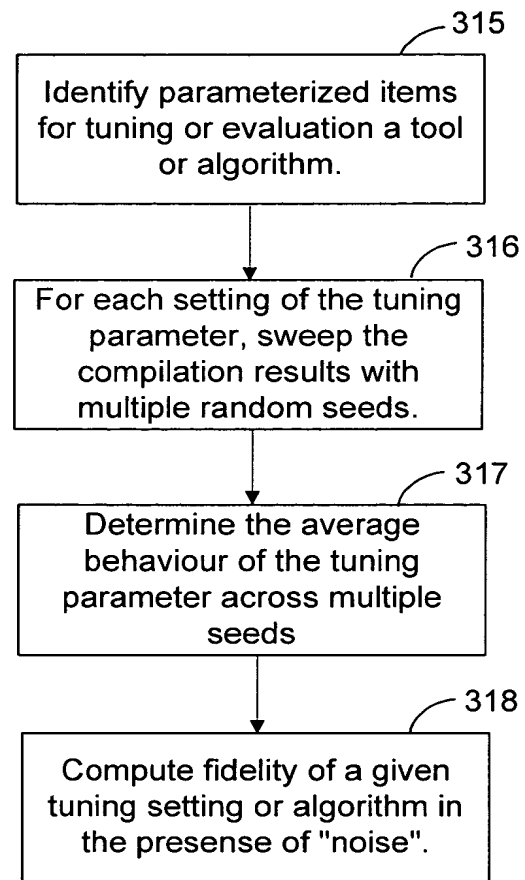 315
Identify parameterized items
for tuning or evaluation a tool
or algorithm.
316
For each setting of the tuning
parameter, sweep the
compilation results with
multiple random seeds.
317
Determine the average
behaviour of the tuning
parameter across multiple
seeds
318
Compute fidelity of a given
tuning setting or algorithm in
the presense of "noise".